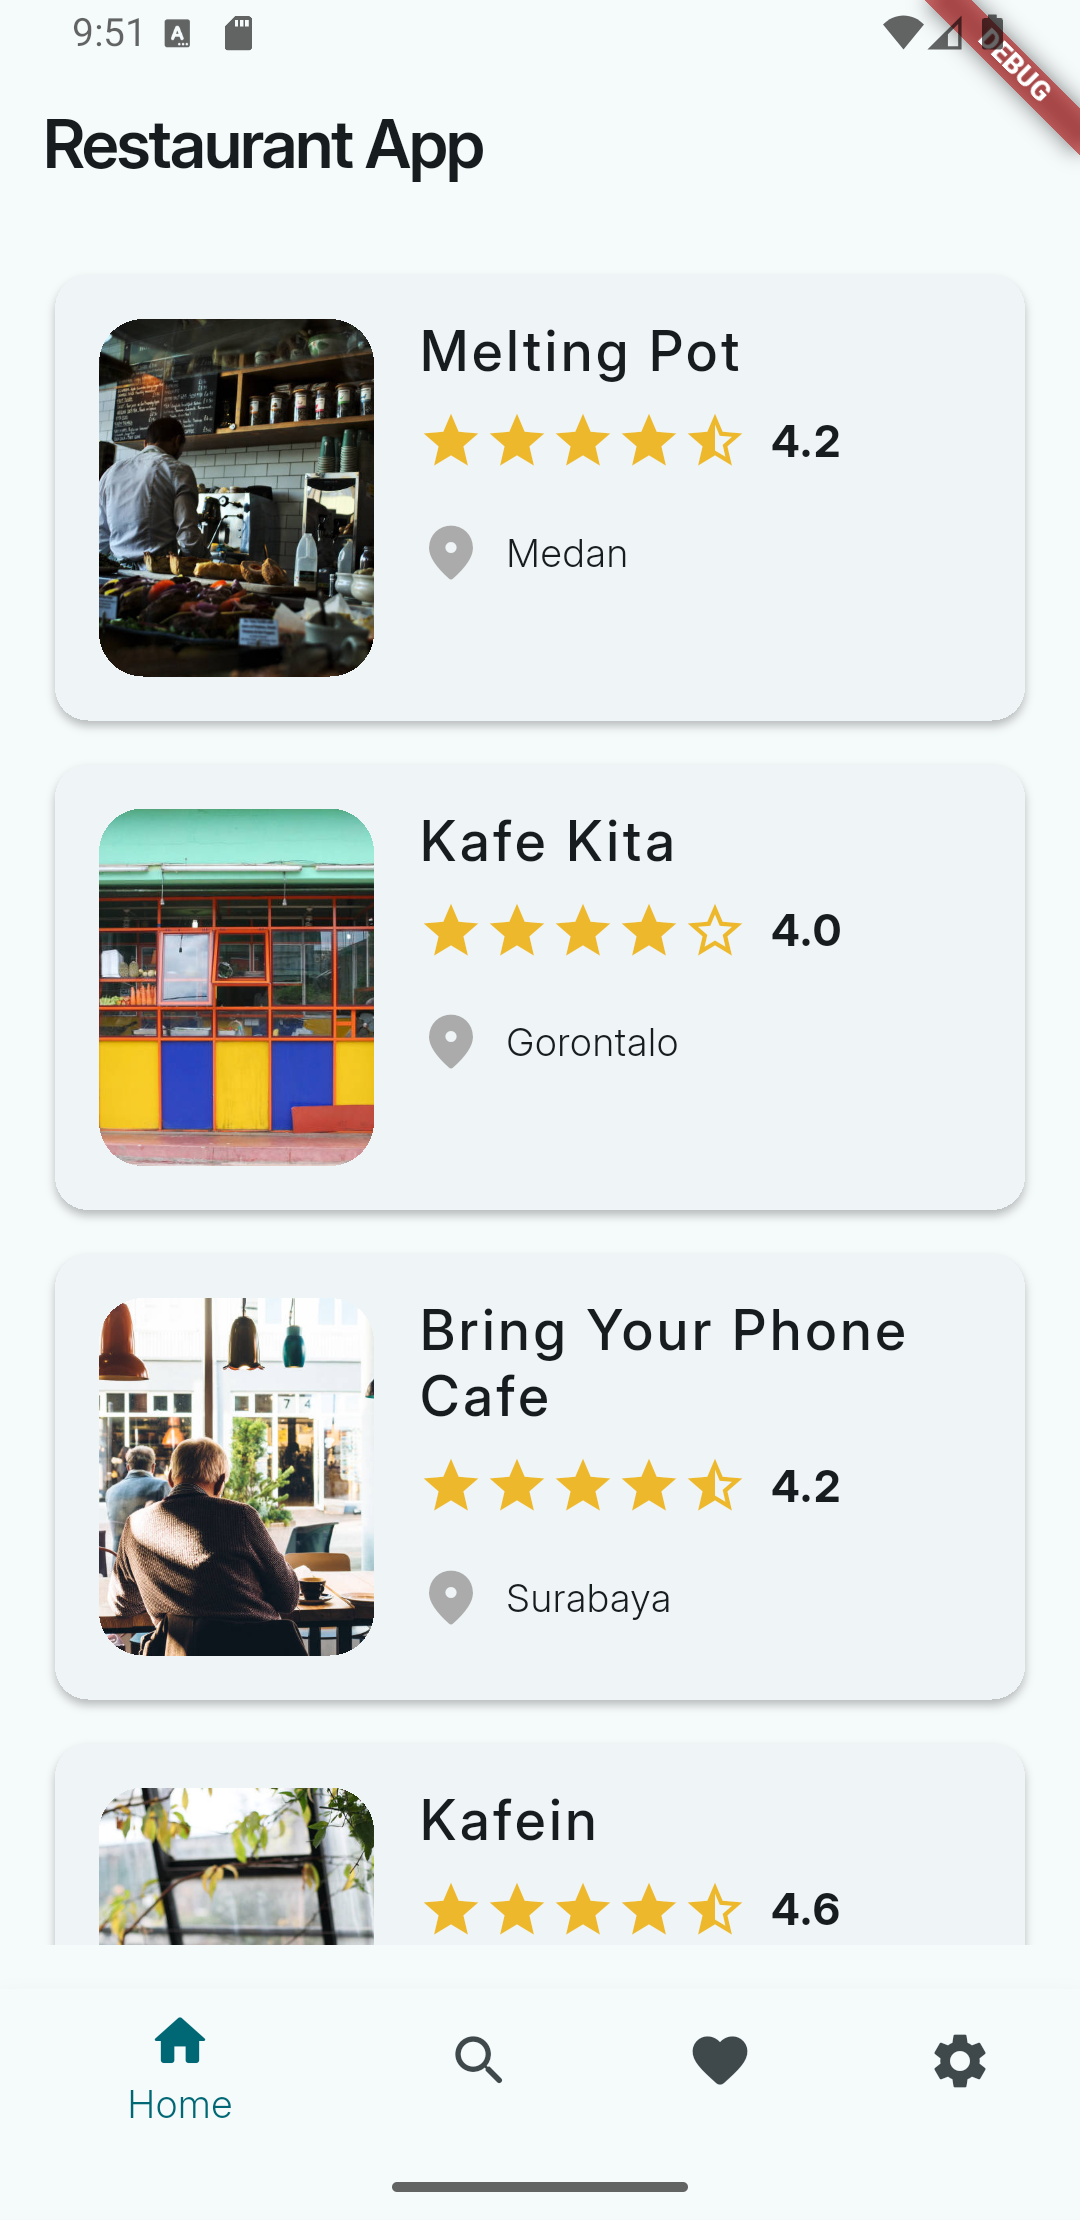 9:51
DEBUG
Restaurant App
Melting Pot
4.2
Medan
Kafe Kita
4.0
Gorontalo
Bring Your Phone
Cafe
4.2
Surabaya
Kafein
4.6
Home